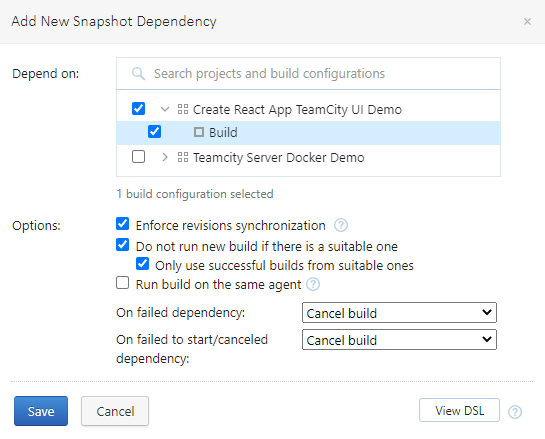 Add New Snapshot Dependency
Depend on:
Search projects and build configurations
Create React App TeamCity UI Demo
Build
Teamcity Server Docker Demo
1 build configuration selected
Options:
Enforce revisions synchronization
Do not run new build if there is a suitable one
Only use successful builds from suitable ones
Run build on the same agent
On failed dependency:
Cancel build
On failed to start/canceled
dependency:
Cancel build
Save
Cancel
View DSL